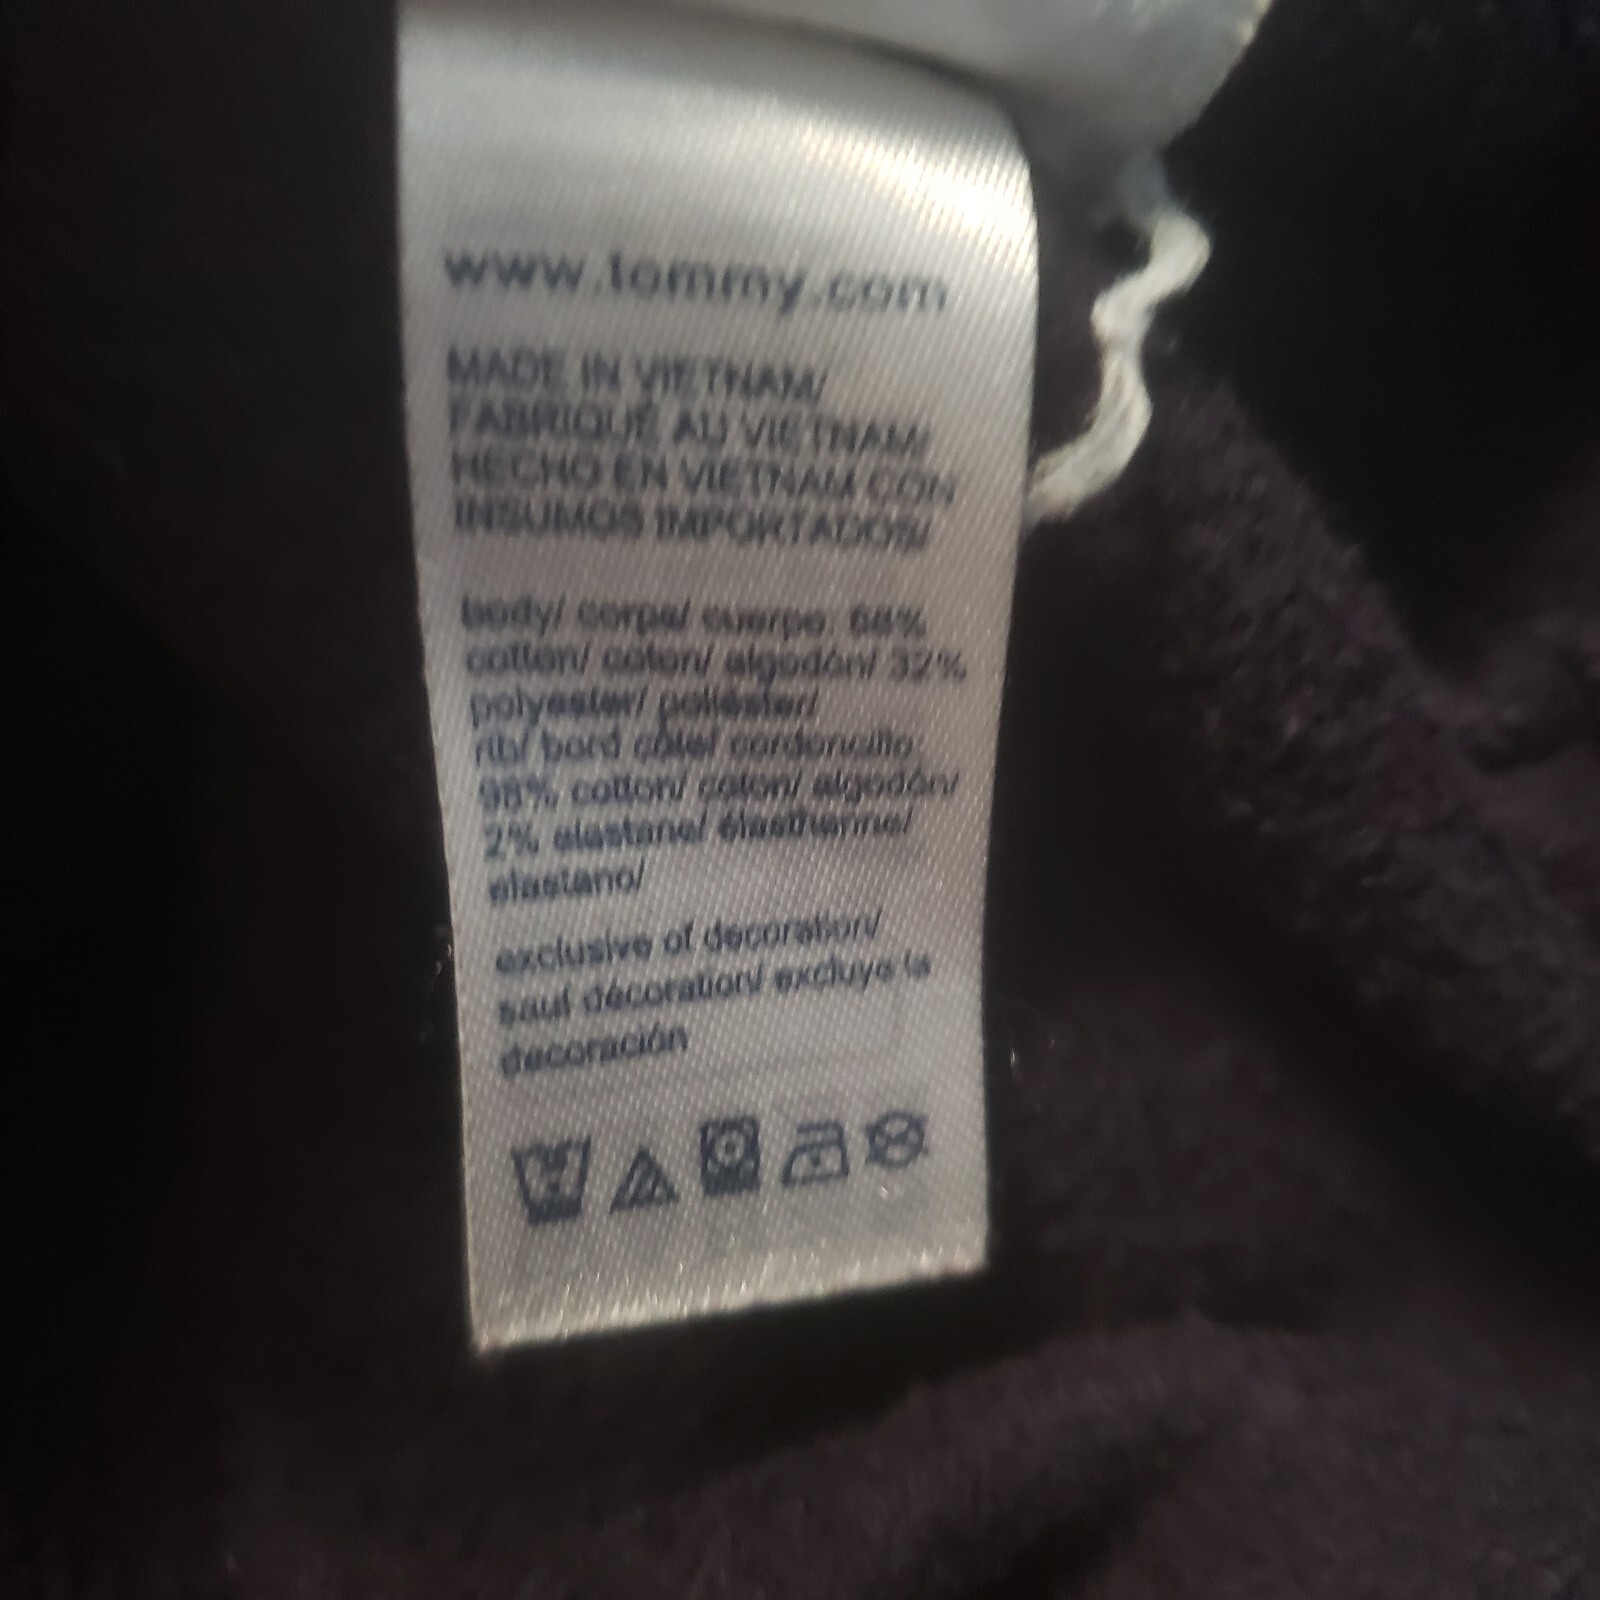 www.tommy.com
MADE IN VIETNAM/
FABRIQUÉ AU VIETNAM/
HECHO EN VIETNAM CON
INSUMOS IMPORTADOS/
body/ corps/ cuerpo: 68%
cotton/ coton/ algodón/ 32%
polyester/ poliéster/
rib/ bord côte/ cordoncillo
98% cotton/ coton/ algodón/
2% elastane/ élasthanne/
elastano/
exclusive of decoration/
sauf décoration/ excluye la
decoración